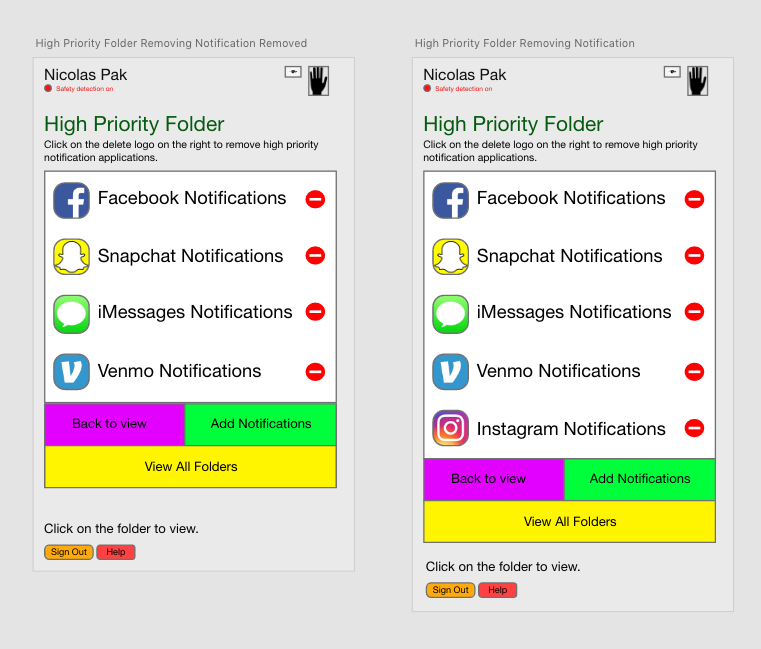 High Priority Folder Removing Notification Removed
Nicolas Pak
Safety detection on
High Priority Folder
Click on the delete logo on the right to remove high priority
notification applications.
Facebook Notifications
Snapchat Notifications
iMessages Notifications
Venmo Notifications
Back to view
Add Notifications
View All Folders
Click on the folder to view.
Sign Out
Help
High Priority Folder Removing Notification
Nicolas Pak
Safety detection on
High Priority Folder
Click on the delete logo on the right to remove high priority
notification applications.
Facebook Notifications
Snapchat Notifications
iMessages Notifications
Venmo Notifications
Instagram Notifications
Back to view
Add Notifications
View All Folders
Click on the folder to view.
Sign Out
Help